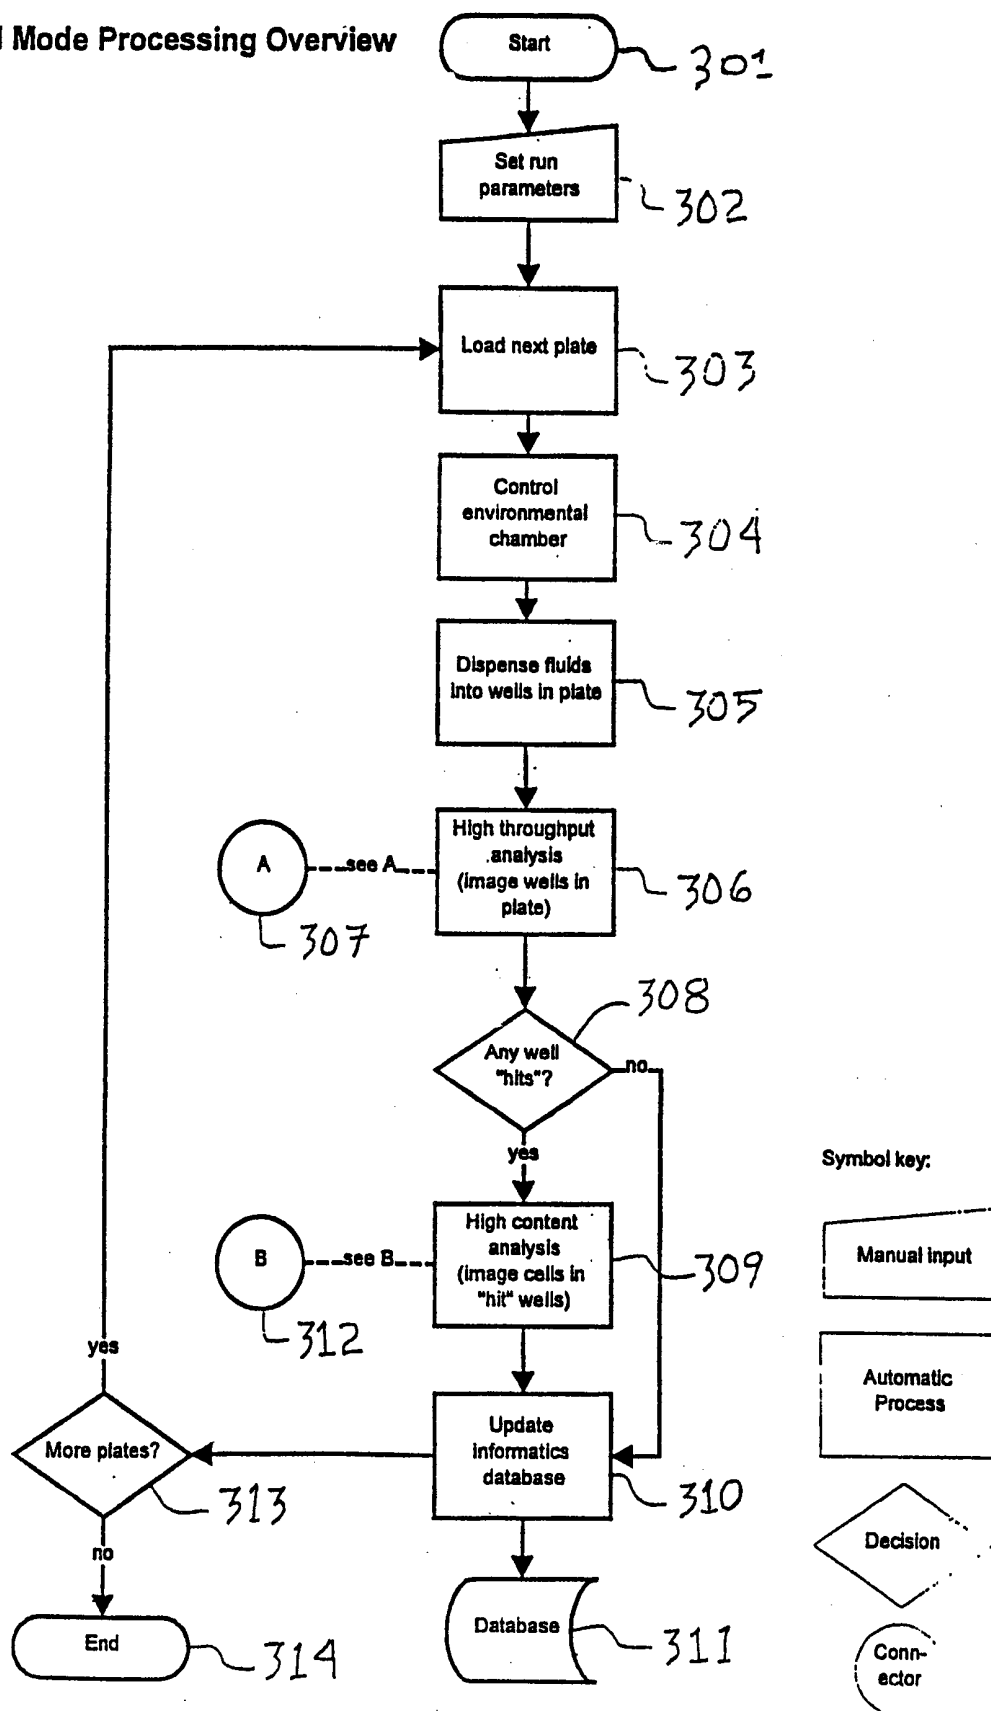 Mode Processing Overview
Start
301
Set run
parameters
302
Load next plate
303
Control
environmental
chamber
304
Dispense fluids
into wells in plate
305
High throughput
analysis
(image wells in
plate)
306
A
see A
307
308
Any well
"hits"?
no
yes
High content
analysis
(image cells in
"hit" wells)
309
B
see B
312
Update
informatics
database
310
yes
More plates?
313
no
End
314
Database
311
Symbol key:
Manual input
Automatic
Process
Decision
Conn-
ector